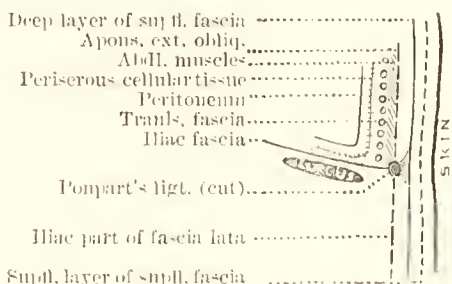 Deep layer of supfl. fascia
Apons. ext. obliq.
Abdl. muscles
Periserous cellular tissue
Peritoneum
Trans. fascia
Iliac fascia
Poupart's ligt. (cut)
Iliac part of fascia lata
Supfl. layer of supfl. fascia
SKIN